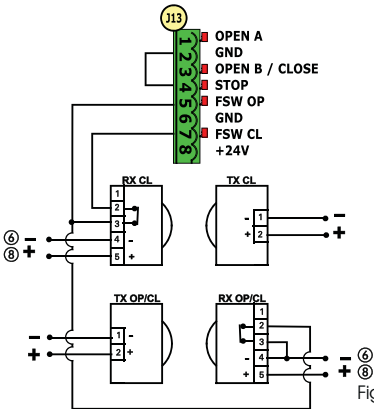 J13
1 OPEN A
2 GND
3 OPEN B / CLOSE
4 STOP
5 FSW OP
6 GND
7 FSW CL
8 +24V
RX CL
1
2
3
4 -
5 +
⑥ -
⑧ +
TX CL
- 1 -
+ 2 +
TX OP/CL
- 1 -
+ 2 +
RX OP/CL
1
2
3
- 4 - ⑥
+ 5 + ⑧
Fig